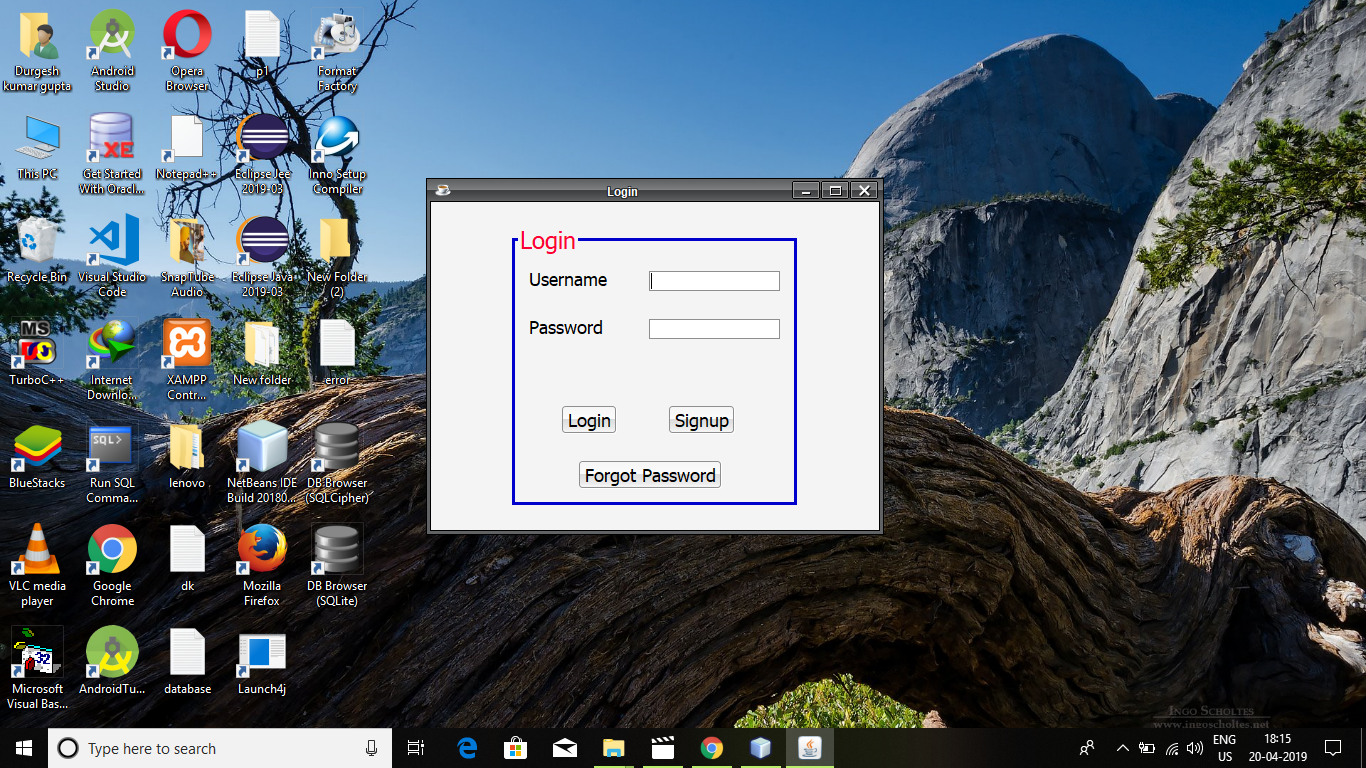 Durgesh
kumar gupta
Android
Studio
Opera
Browser
p1
Format
Factory
This PC
XE
Get Started
With Oracl...
Notepad++
Eclipse Jee
2019-03
Inno Setup
Compiler
Recycle Bin
Visual Studio
Code
SnapTube
Audio
Eclipse Java
2019-03
New Folder
(2)
MS
TurboC++
Internet
Downlo...
XAMPP
Contr...
New folder
error
BlueStacks
SQL>
Run SQL
Comma...
lenovo
NetBeans IDE
Build 20180...
DB Browser
(SQLCipher)
VLC media
player
Google
Chrome
dk
Mozilla
Firefox
DB Browser
(SQLite)
32
Microsoft
Visual Bas...
AndroidTu...
database
Launch4j
Login
Login
Username
Password
Login
Signup
Forgot Password
Ingo Scholtes
www.ingoscholtes.net
Type here to search
ENG
US
18:15
20-04-2019